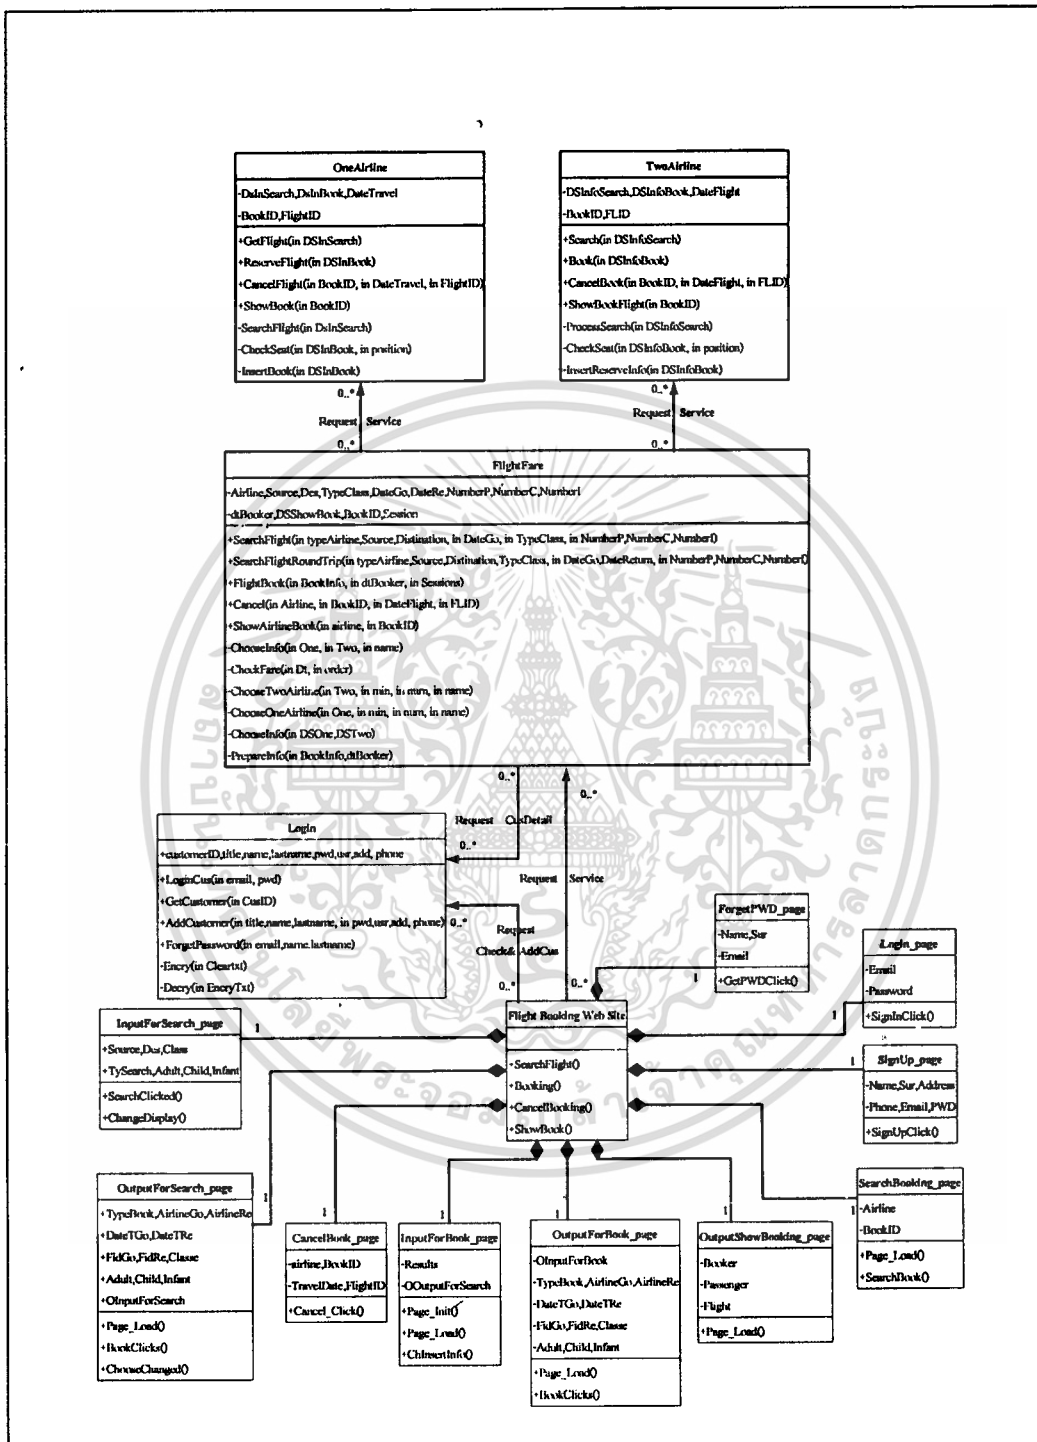 OneAirline
-DsInSearch,DsInBook,DateTravel
-BookID,FlightID
+GetFlight(in DSInSearch)
+ReserveFlight(in DSInBook)
+CancelFlight(in BookID, in DateTravel, in FlightID)
+ShowBook(in BookID)
-SearchFlight(in DsInSearch)
-CheckSeat(in DSInBook, in position)
-InsertBook(in DSInBook)
TwoAirline
-DSInfoSearch,DSInfoBook,DateFlight
-BookID,FLID
+Search(in DSInfoSearch)
+Book(in DSInfoBook)
+CancelBook(in BookID, in DateFlight, in FLID)
+ShowBookFlight(in BookID)
-ProcessSearch(in DSInfoSearch)
-CheckSeat(in DSInfoBook, in position)
-InsertReserveInfo(in DSInfoBook)
0..*
Request Service
0..*
0..*
Request Service
0..*
FlightFare
-Airline,Source,Des,TypeClass,DateGo,DateRe,NumberP,NumberC,NumberI
-dtBooker,DSShowBook,BookID,Session
+SearchFlight(in typeAirline,Source,Distination, in DateGo, in TypeClass, in NumberP,NumberC,NumberI)
+SearchFlightRoundTrip(in typeAirline,Source,Distination,TypeClass, in DateGo,DateReturn, in NumberP,NumberC,NumberI)
+FlightBook(in BookInfo, in dtBooker, in Sessions)
+Cancel(in Airline, in BookID, in DateFlight, in FLID)
+ShowAirlineBook(in airline, in BookID)
-ChooseInfo(in One, in Two, in name)
-CheckFare(in Dt, in order)
-ChooseTwoAirline(in Two, in min, in num, in name)
-ChooseOneAirline(in One, in min, in num, in name)
-ChooseInfo(in DSOne,DSTwo)
-PrepareInfo(in BookInfo,dtBooker)
0..*
0..*
Request CusDetail
0..*
Login
+customerID,title,name,lastname,pwd,usr,add, phone
+LoginCus(in email, pwd)
+GetCustomer(in CusID)
+AddCustomer(in title,name,lastname, in pwd,usr,add, phone)
+ForgetPassword(in email,name,lastname)
-Encry(in Cleartxt)
-Decry(in EncryTxt)
0..*
Request Service
Request
Check& AddCus
0..*
0..*
ForgetPWD_page
-Name,Sur
-Email
+GetPWDClick()
1
Login_page
-Email
-Password
+SignInClick()
1
Flight Booking Web Site
+SearchFlight()
+Booking()
+CancelBooking()
+ShowBook()
InputForSearch_page
+Source,Des,Class
+TySearch,Adult,Child,Infant
+SearchClicked()
+ChangeDisplay()
1
SignUp_page
-Name,Sur,Address
-Phone,Email,PWD
+SignUpClick()
1
OutputForSearch_page
+TypeBook,AirlineGo,AirlineRe
+DateTGo,DateTRe
+FidGo,FidRe,Classe
+Adult,Child,Infant
+OInputForSearch
+Page_Load()
+BookClicks()
+ChooseChanged()
1
CancelBook_page
-airline,BookID
-TravelDate,FlightID
+Cancel_Click()
1
InputForBook_page
-Results
-OOutputForSearch
+Page_Init()
+Page_Load()
+ChInsertInfo()
1
OutputForBook_page
-OInputForBook
-TypeBook,AirlineGo,AirlineRe
-DateTGo,DateTRe
-FidGo,FidRe,Classe
-Adult,Child,Infant
+Page_Load()
+BookClicks()
1
OutputShowBooking_page
-Booker
-Passenger
-Flight
+Page_Load()
1
SearchBooking_page
-Airline
-BookID
+Page_Load()
+SearchBook()
1